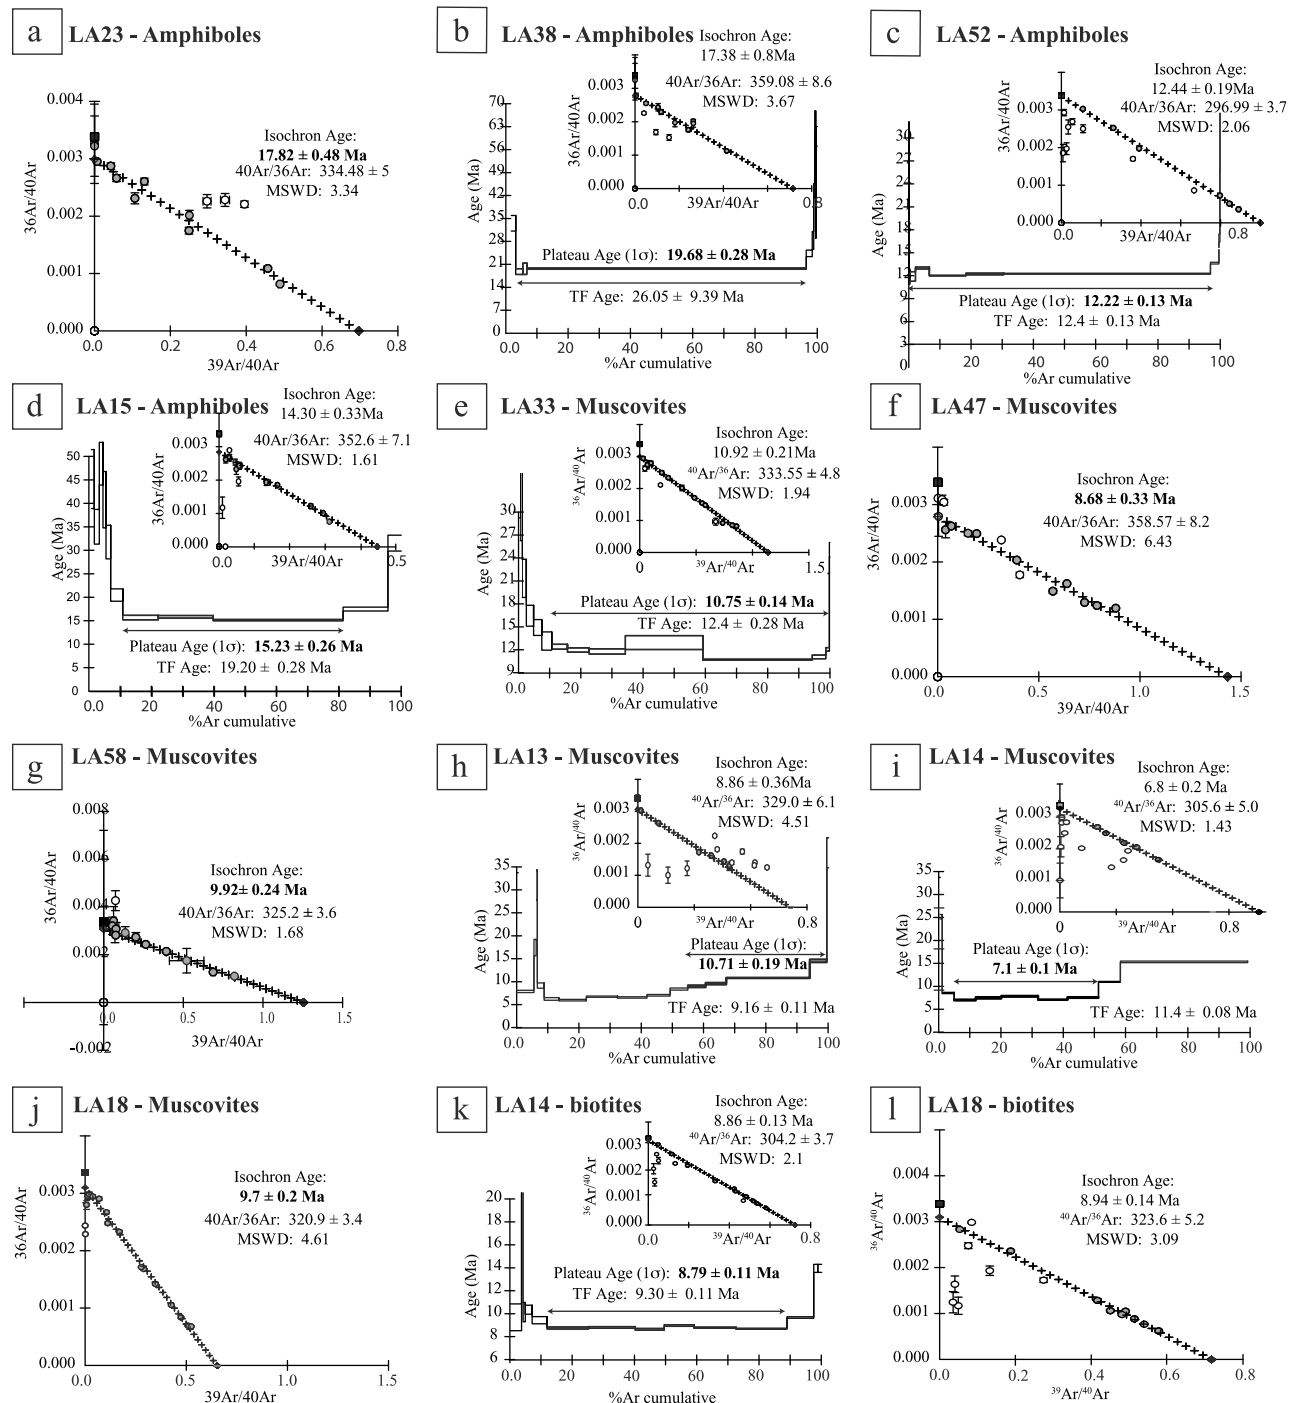 a
LA23 - Amphiboles
0.004
0.003
0.002
0.001
0.000
36Ar/40Ar
Isochron Age:
17.82 ± 0.48 Ma
40Ar/36Ar: 334.48 ± 5
MSWD: 3.34
0.0 0.2 0.4 0.6 0.8
39Ar/40Ar
b
LA38 - Amphiboles
Isochron Age:
17.38 ± 0.8Ma
40Ar/36Ar: 359.08 ± 8.6
MSWD: 3.67
0.003
0.002
0.001
0.000
36Ar/40Ar
0.0 0.8
39Ar/40Ar
70
63
56
49
42
35
28
21
14
7
0
Age (Ma)
Plateau Age (1σ): 19.68 ± 0.28 Ma
TF Age: 26.05 ± 9.39 Ma
0.0 20 40 60 80 100
%Ar cumulative
c
LA52 - Amphiboles
Isochron Age:
12.44 ± 0.19Ma
40Ar/36Ar: 296.99 ± 3.7
MSWD: 2.06
0.003
0.002
0.001
0.000
36Ar/40Ar
0.0 0.8
39Ar/40Ar
30
27
24
21
18
15
12
9
6
3
0
Age (Ma)
Plateau Age (1σ): 12.22 ± 0.13 Ma
TF Age: 12.4 ± 0.13 Ma
20 40 60 80 100
%Ar cumulative
d
LA15 - Amphiboles
Isochron Age:
14.30 ± 0.33Ma
40Ar/36Ar: 352.6 ± 7.1
MSWD: 1.61
0.003
0.002
0.001
0.000
36Ar/40Ar
0.0 0.5
39Ar/40Ar
50
45
40
35
30
25
20
15
10
5
0
Age (Ma)
Plateau Age (1σ): 15.23 ± 0.26 Ma
TF Age: 19.20 ± 0.28 Ma
0.0 20 40 60 80 100
%Ar cumulative
e
LA33 - Muscovites
Isochron Age:
10.92 ± 0.21Ma
40Ar/36Ar: 333.55 ± 4.8
MSWD: 1.94
0.003
0.002
0.001
0.000
36Ar/40Ar
0 1.5
39Ar/40Ar
30
27
24
21
18
15
12
9
Age (Ma)
Plateau Age (1σ): 10.75 ± 0.14 Ma
TF Age: 12.4 ± 0.28 Ma
0.0 20 40 60 80 100
%Ar cumulative
f
LA47 - Muscovites
0.003
0.002
0.001
0.000
36Ar/40Ar
Isochron Age:
8.68 ± 0.33 Ma
40Ar/36Ar: 358.57 ± 8.2
MSWD: 6.43
0.0 0.5 1.0 1.5
39Ar/40Ar
g
LA58 - Muscovites
0.008
0.006
0.004
0.002
-0.002
36Ar/40Ar
Isochron Age:
9.92± 0.24 Ma
40Ar/36Ar: 325.2 ± 3.6
MSWD: 1.68
0.0 0.5 1.0 1.5
39Ar/40Ar
h
LA13 - Muscovites
Isochron Age:
8.86 ± 0.36Ma
40Ar/36Ar: 329.0 ± 6.1
MSWD: 4.51
0.003
0.002
0.001
0.000
36Ar/40Ar
0 0.8
39Ar/40Ar
35
30
25
20
15
10
5
0
Age (Ma)
Plateau Age (1σ):
10.71 ± 0.19 Ma
TF Age: 9.16 ± 0.11 Ma
0.0 20 40 60 80 100
%Ar cumulative
i
LA14 - Muscovites
Isochron Age:
6.8 ± 0.2 Ma
40Ar/36Ar: 305.6 ± 5.0
MSWD: 1.43
0.003
0.002
0.001
0.000
36Ar/40Ar
0 0.8
39Ar/40Ar
35
30
25
20
15
10
5
0
Age (Ma)
Plateau Age (1σ):
7.1 ± 0.1 Ma
TF Age: 11.4 ± 0.08 Ma
0.0 20 40 60 80 100
%Ar cumulative
j
LA18 - Muscovites
0.003
0.002
0.001
0.000
36Ar/40Ar
Isochron Age:
9.7 ± 0.2 Ma
40Ar/36Ar: 320.9 ± 3.4
MSWD: 4.61
0.0 0.5 1.0 1.5
39Ar/40Ar
k
LA14 - biotites
Isochron Age:
8.86 ± 0.13 Ma
40Ar/36Ar: 304.2 ± 3.7
MSWD: 2.1
0.003
0.002
0.001
0.000
36Ar/40Ar
0.0 0.8
39Ar/40Ar
20
18
16
14
12
10
8
6
Age (Ma)
Plateau Age (1σ): 8.79 ± 0.11 Ma
TF Age: 9.30 ± 0.11 Ma
0.0 20 40 60 80 100
%Ar cumulative
l
LA18 - biotites
0.004
0.003
0.002
0.001
0.000
36Ar/40Ar
Isochron Age:
8.94 ± 0.14 Ma
40Ar/36Ar: 323.6 ± 5.2
MSWD: 3.09
0.2 0.4 0.6 0.8
39Ar/40Ar